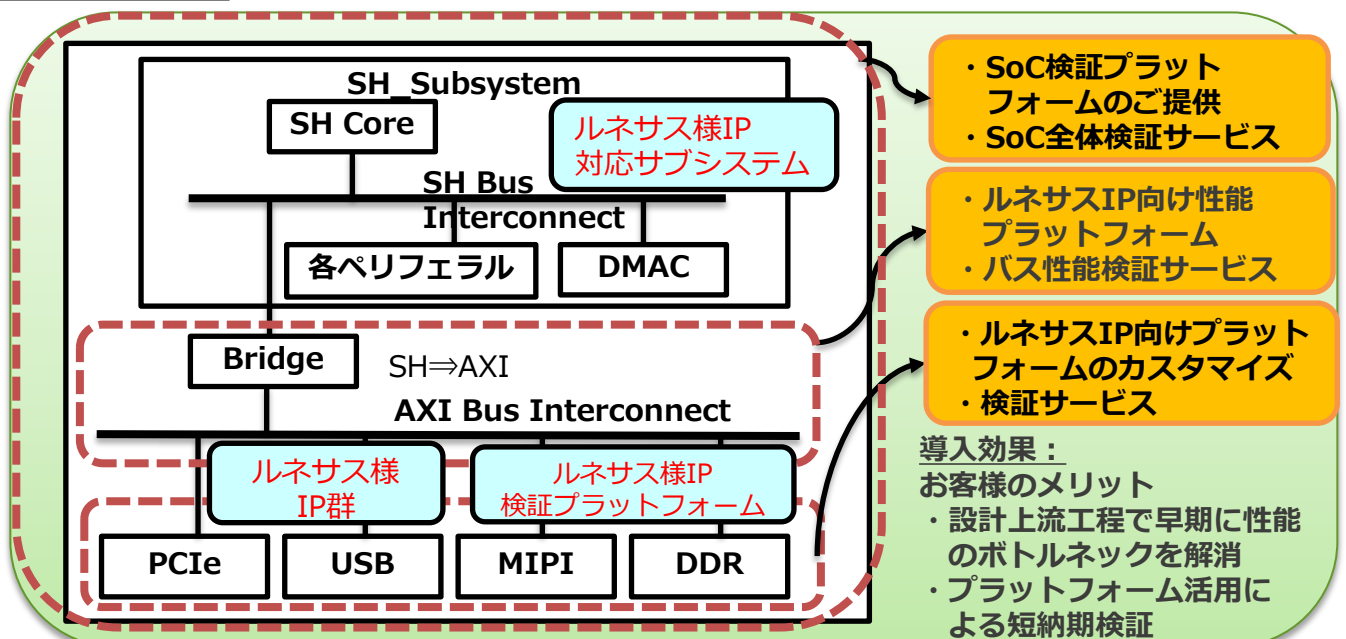 SH_Subsystem
SH Core
ルネサス様IP
対応サブシステム
SH Bus
Interconnect
各ペリフェラル
DMAC
Bridge
SH⇒AXI
AXI Bus Interconnect
ルネサス様
IP群
ルネサス様IP
検証プラットフォーム
PCIe
USB
MIPI
DDR
・SoC検証プラット
フォームのご提供
・SoC全体検証サービス
・ルネサスIP向け性能
プラットフォーム
・バス性能検証サービス
・ルネサスIP向けプラット
フォームのカスタマイズ
・検証サービス
導入効果：
お客様のメリット
・設計上流工程で早期に性能
のボトルネックを解消
・プラットフォーム活用に
よる短納期検証